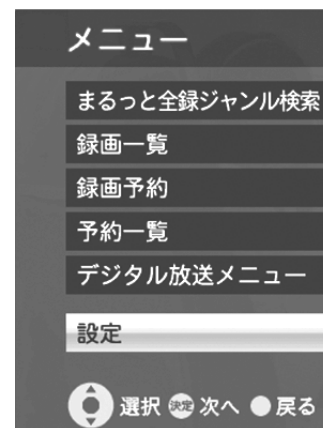 メニュー
まるっと全録ジャンル検索
録画一覧
録画予約
予約一覧
デジタル放送メニュー
設定
選択 決定 次へ 戻る